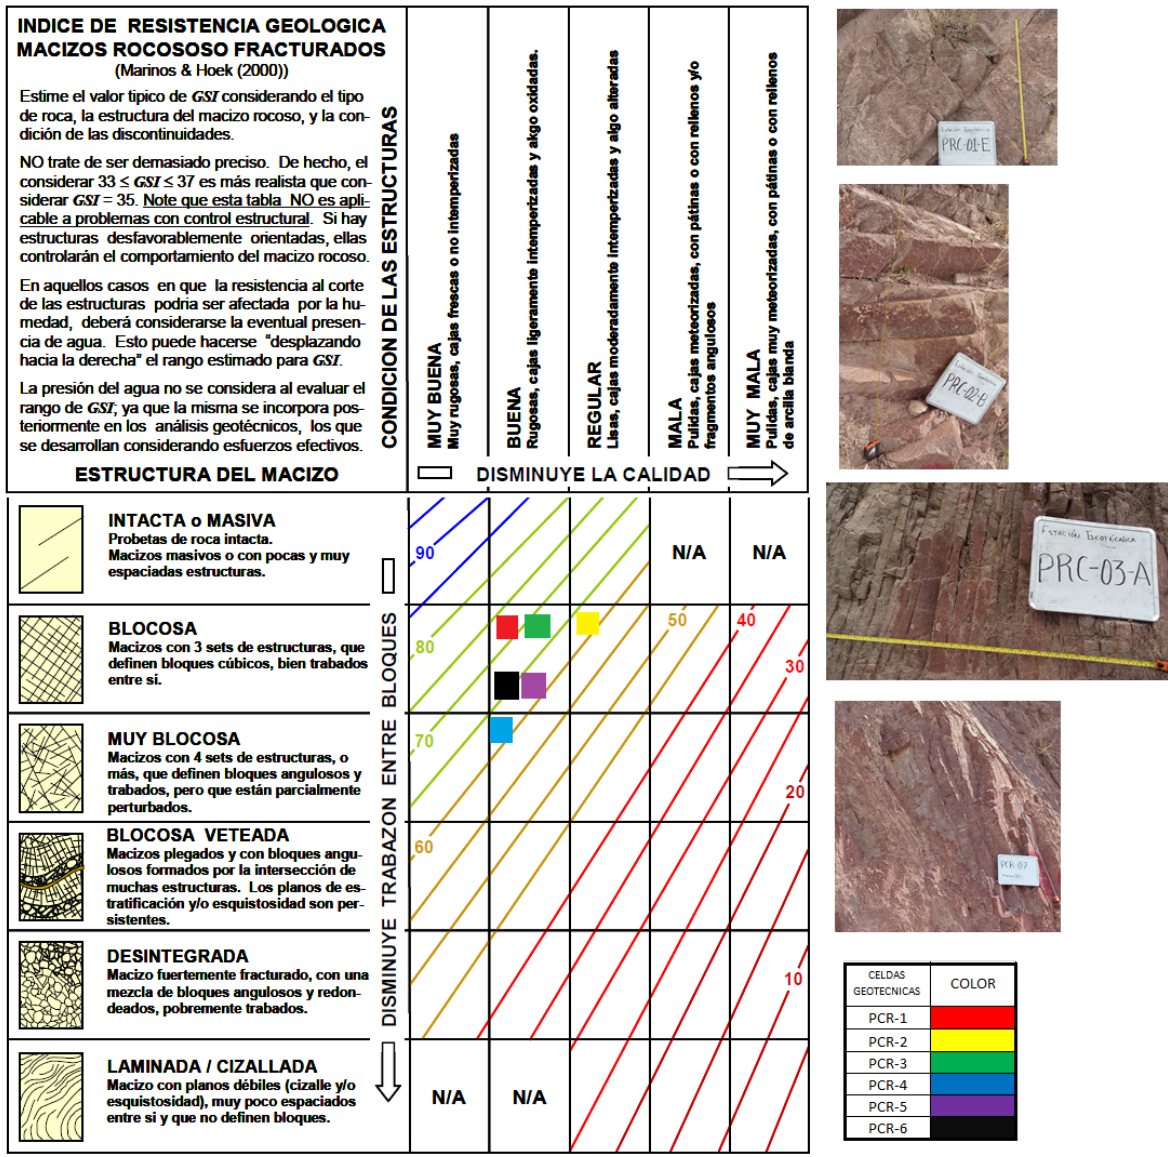 INDICE DE RESISTENCIA GEOLOGICA
MACIZOS ROCOSOSO FRACTURADOS
(Marinos & Hoek (2000))
Estime el valor tipico de GSI considerando el tipo
de roca, la estructura del macizo rocoso, y la con-
dición de las discontinuidades.
NO trate de ser demasiado preciso. De hecho, el
considerar 33 ≤ GSI ≤ 37 es más realista que con-
siderar GSI = 35. Note que esta tabla NO es apli-
cable a problemas con control estructural. Si hay
estructuras desfavorablemente orientadas, ellas
controlarán el comportamiento del macizo rocoso.
En aquellos casos en que la resistencia al corte
de las estructuras podria ser afectada por la hu-
medad, deberá considerarse la eventual presen-
cia de agua. Esto puede hacerse "desplazando
hacia la derecha" el rango estimado para GSI.
La presión del agua no se considera al evaluar el
rango de GSI; ya que la misma se incorpora pos-
teriormente en los análisis geotécnicos, los que
se desarrollan considerando esfuerzos efectivos.
ESTRUCTURA DEL MACIZO
CONDICION DE LAS ESTRUCTURAS
MUY BUENA
Muy rugosas, cajas frescas o no intemperizadas
BUENA
Rugosas, cajas ligeramente intemperizadas y akgo oxidadas.
REGULAR
Lisas, cajas moderadamente intemperizadas y algo alteradas
MALA
Pulidas, cajas meteorizadas, con pátinas o con rellenos y/o
fragmentos angulosos
MUY MALA
Pulidas, cajas muy meteorizadas, con pátinas o con rellenos
de arcilla blanda
DISMINUYE LA CALIDAD
INTACTA o MASIVA
Probetas de roca intacta.
Macizos masivos o con pocas y muy
espaciadas estructuras.
BLOCOSA
Macizos con 3 sets de estructuras, que
definen bloques cúbicos, bien trabados
entre sí.
MUY BLOCOSA
Macizos con 4 sets de estructuras, o
más, que definen bloques angulosos y
trabados, pero que están parcialmente
perturbados.
BLOCOSA VETEADA
Macizos plegados y con bloques angu-
losos formados por la intersección de
muchas estructuras. Los planos de es-
tratificación y/o esquistosidad son per-
sistentes.
DESINTEGRADA
Macizo fuertemente fracturado, con una
mezcla de bloques angulosos y redon-
deados, pobremente trabados.
LAMINADA / CIZALLADA
Macizo con planos débiles (cizalle y/o
esquistosidad), muy poco espaciados
entre si y que no definen bloques.
DISMINUYE TRABAZON ENTRE BLOQUES
90
N/A
N/A
80
50
40
30
70
20
60
10
N/A
N/A
Estación Geotécnica
PRC-01-E
Estación Geotécnica
PRC-02-B
ESTACIÓN GEOTÉCNICA
PRC-03-A
PCR-07
CELDAS
GEOTECNICAS
COLOR
PCR-1
PCR-2
PCR-3
PCR-4
PCR-5
PCR-6